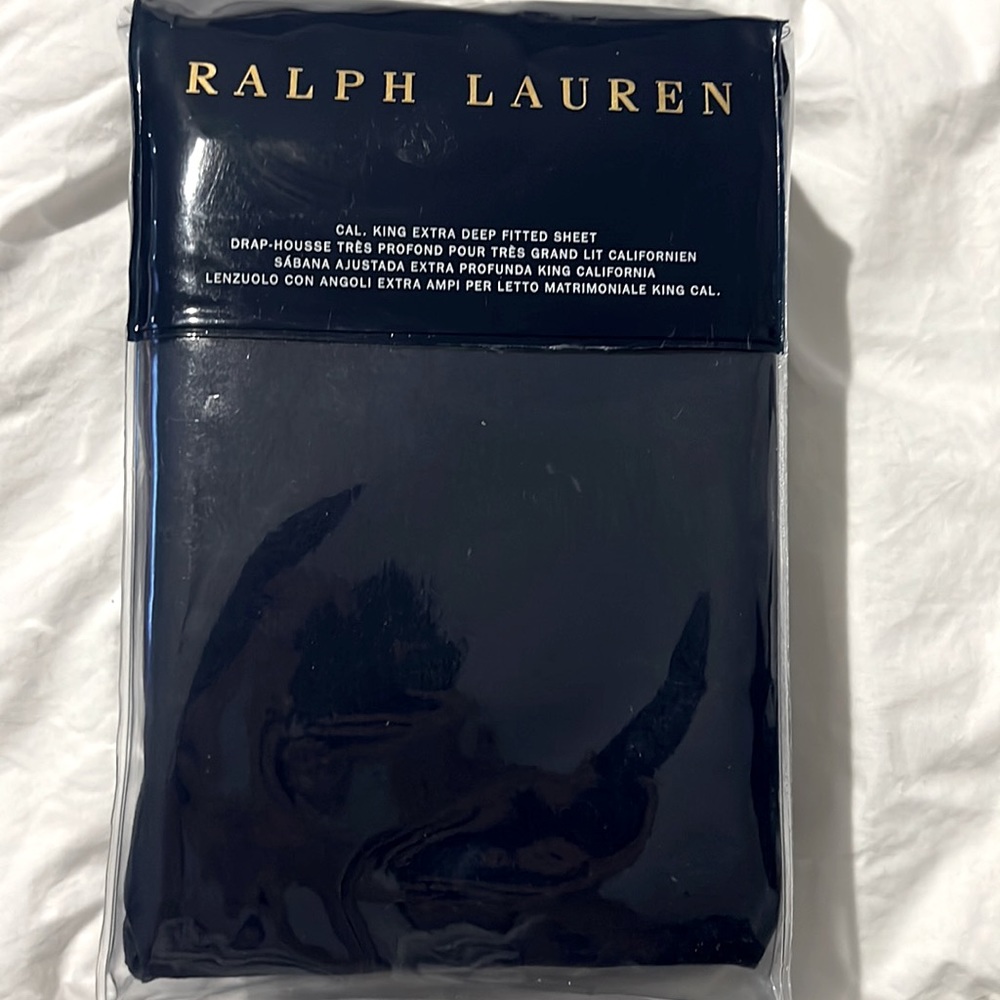 RALPH LAUREN
CAL. KING EXTRA DEEP FITTED SHEET
DRAP-HOUSSE TRÈS PROFOND POUR TRÈS GRAND LIT CALIFORNIEN
SÁBANA AJUSTADA EXTRA PROFUNDA KING CALIFORNIA
LENZUOLO CON ANGOLI EXTRA AMPI PER LETTO MATRIMONIALE KING CAL.